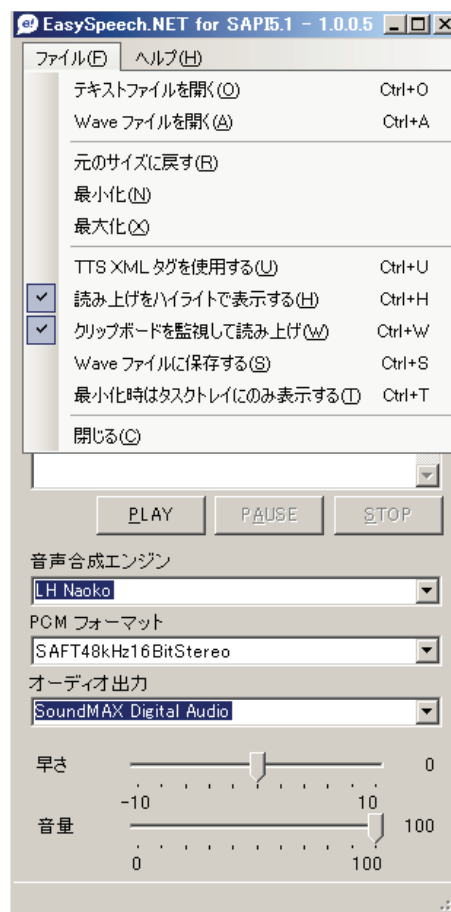 EasySpeech.NET for SAPI5.1 - 1.0.0.5
ファイル(F) ヘルプ(H)
テキストファイルを開く(O) Ctrl+O
Wave ファイルを開く(A) Ctrl+A
元のサイズに戻す(R)
最小化(N)
最大化(X)
TTS XML タグを使用する(U) Ctrl+U
読み上げをハイライトで表示する(H) Ctrl+H
クリップボードを監視して読み上げ(W) Ctrl+W
Wave ファイルに保存する(S) Ctrl+S
最小化時はタスクトレイにのみ表示する(T) Ctrl+T
閉じる(C)
PLAY PAUSE STOP
音声合成エンジン
LH Naoko
PCM フォーマット
SAFT48kHz16BitStereo
オーディオ出力
SoundMAX Digital Audio
早さ 0
-10 10
音量 100
0 100